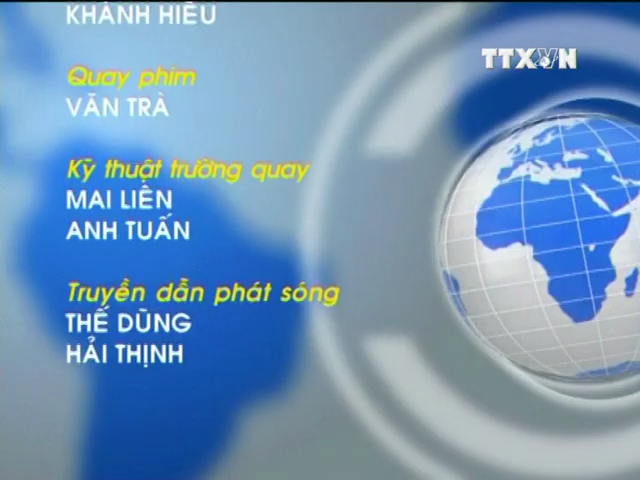 KHÁNH HIẾU
TTXVN
Quay phim
VĂN TRÀ
Kỹ thuật trường quay
MAI LIÊN
ANH TUẤN
Truyền dẫn phát sóng
THẾ DŨNG
HẢI THỊNH